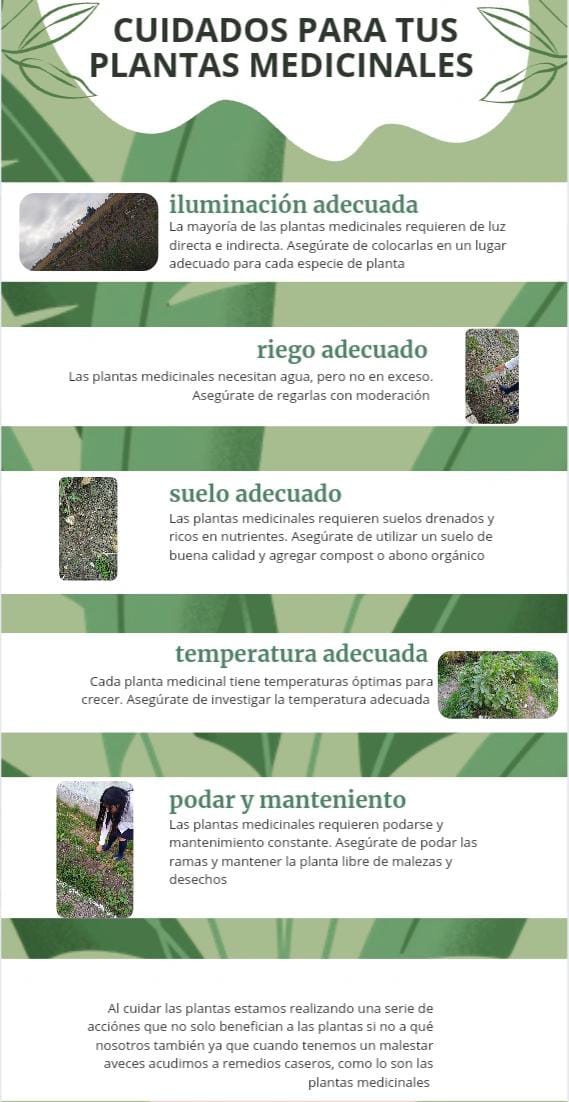 CUIDADOS PARA TUS
PLANTAS MEDICINALES
iluminación adecuada
La mayoría de las plantas medicinales requieren de luz
directa e indirecta. Asegúrate de colocarlas en un lugar
adecuado para cada especie de planta
riego adecuado
Las plantas medicinales necesitan agua, pero no en exceso.
Asegúrate de regarlas con moderación
suelo adecuado
Las plantas medicinales requieren suelos drenados y
ricos en nutrientes. Asegúrate de utilizar un suelo de
buena calidad y agregar compost o abono orgánico
temperatura adecuada
Cada planta medicinal tiene temperaturas óptimas para
crecer. Asegúrate de investigar la temperatura adecuada
podar y manteniento
Las plantas medicinales requieren podarse y
mantenimiento constante. Asegúrate de podar las
ramas y mantener la planta libre de malezas y
desechos
Al cuidar las plantas estamos realizando una serie de
acciónes que no solo benefician a las plantas si no a qué
nosotros también ya que cuando tenemos un malestar
aveces acudimos a remedios caseros, como lo son las
plantas medicinales